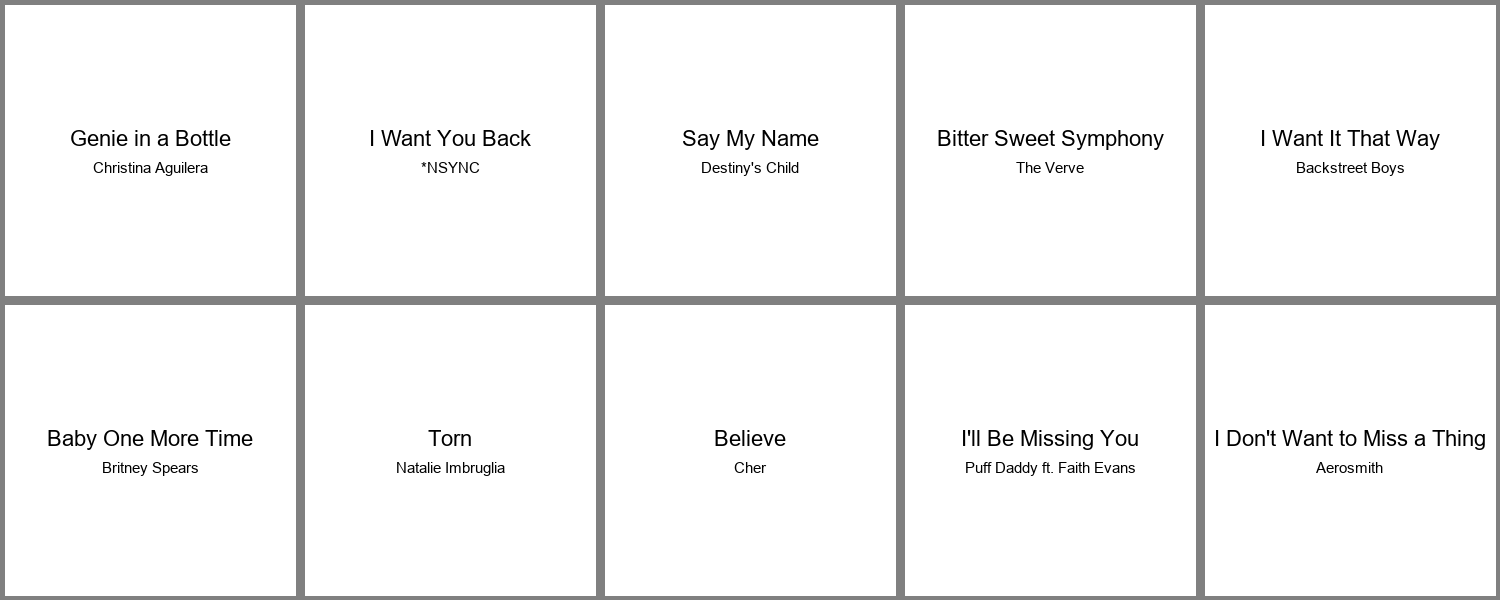 Genie in a Bottle
Christina Aguilera
I Want You Back
*NSYNC
Say My Name
Destiny's Child
Bitter Sweet Symphony
The Verve
I Want It That Way
Backstreet Boys
Baby One More Time
Britney Spears
Torn
Natalie Imbruglia
Believe
Cher
I'll Be Missing You
Puff Daddy ft. Faith Evans
I Don't Want to Miss a Thing
Aerosmith